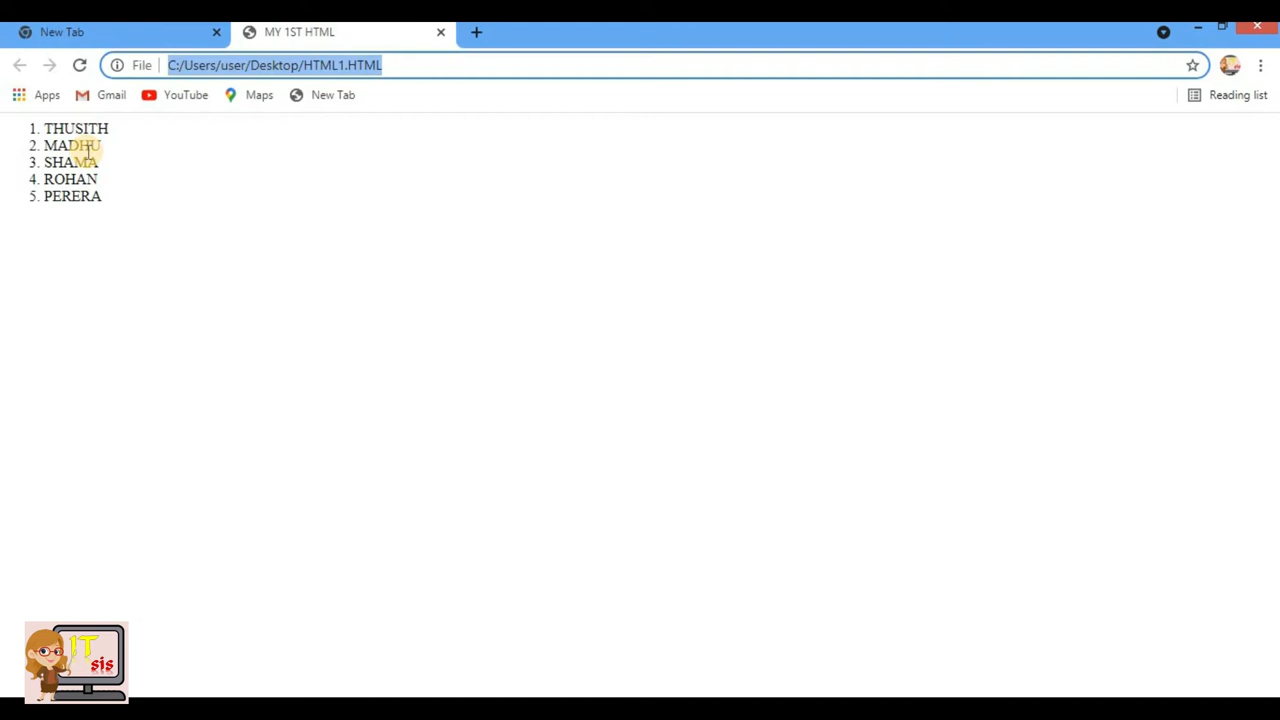 New Tab
MY 1ST HTML
File
C:/Users/user/Desktop/HTML1.HTML
Apps
Gmail
YouTube
Maps
New Tab
Reading list
1. THUSITH
2. MADHU
3. SHAMA
4. ROHAN
5. PERERA
IT
sis